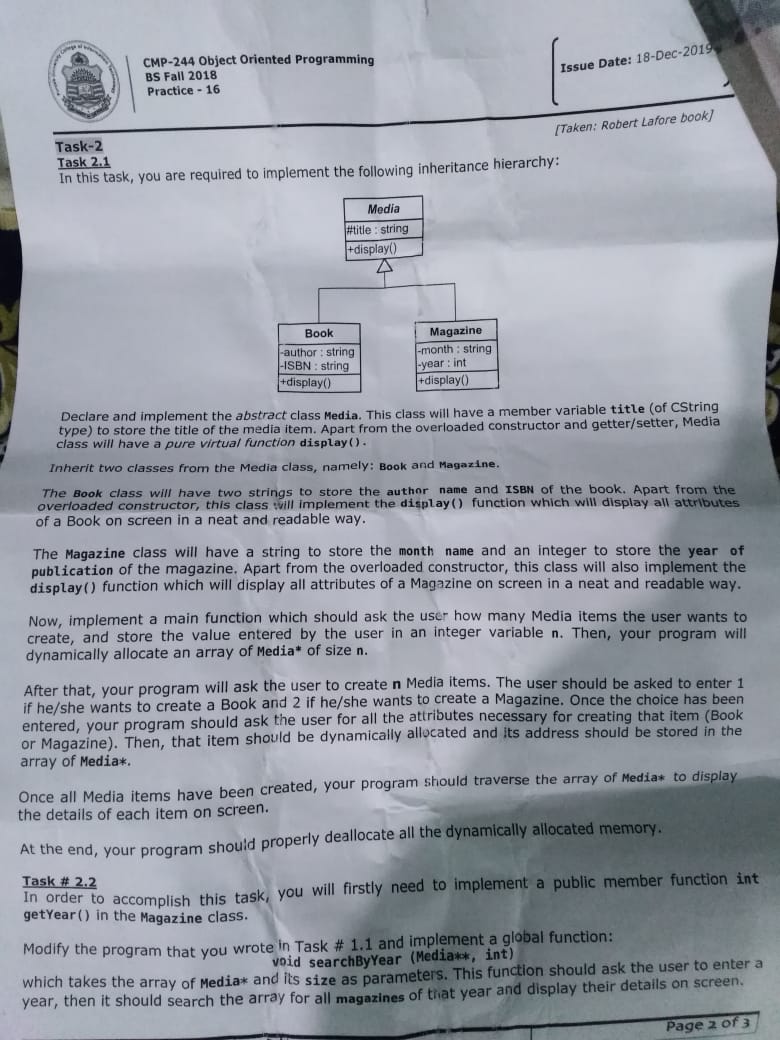 CMP-244 Object Oriented Programming
BS Fall 2018
Practice - 16
Issue Date: 18-Dec-2019
[Taken: Robert Lafore book]
Task-2
Task 2.1
In this task, you are required to implement the following inheritance hierarchy:
Media
#title : string
+display()
Book
-author : string
-ISBN : string
+display()
Magazine
-month : string
-year : int
+display()
Declare and implement the abstract class Media. This class will have a member variable title (of CString
type) to store the title of the media item. Apart from the overloaded constructor and getter/setter, Media
class will have a pure virtual function display().
Inherit two classes from the Media class, namely: Book and Magazine.
The Book class will have two strings to store the author name and ISBN of the book. Apart from the
overloaded constructor, this class will implement the display() function which will display all attributes
of a Book on screen in a neat and readable way.
The Magazine class will have a string to store the month name and an integer to store the year of
publication of the magazine. Apart from the overloaded constructor, this class will also implement the
display() function which will display all attributes of a Magazine on screen in a neat and readable way.
Now, implement a main function which should ask the user how many Media items the user wants to
create, and store the value entered by the user in an integer variable n. Then, your program will
dynamically allocate an array of Media* of size n.
After that, your program will ask the user to create n Media items. The user should be asked to enter 1
if he/she wants to create a Book and 2 if he/she wants to create a Magazine. Once the choice has been
entered, your program should ask the user for all the attributes necessary for creating that item (Book
or Magazine). Then, that item should be dynamically allocated and its address should be stored in the
array of Media*.
Once all Media items have been created, your program should traverse the array of Media* to display
the details of each item on screen.
At the end, your program should properly deallocate all the dynamically allocated memory.
Task # 2.2
In order to accomplish this task, you will firstly need to implement a public member function int
getYear() in the Magazine class.
Modify the program that you wrote in Task # 1.1 and implement a global function:
void searchByYear (Media**, int)
which takes the array of Media* and its size as parameters. This function should ask the user to enter a
year, then it should search the array for all magazines of that year and display their details on screen.
Page 2 of 3